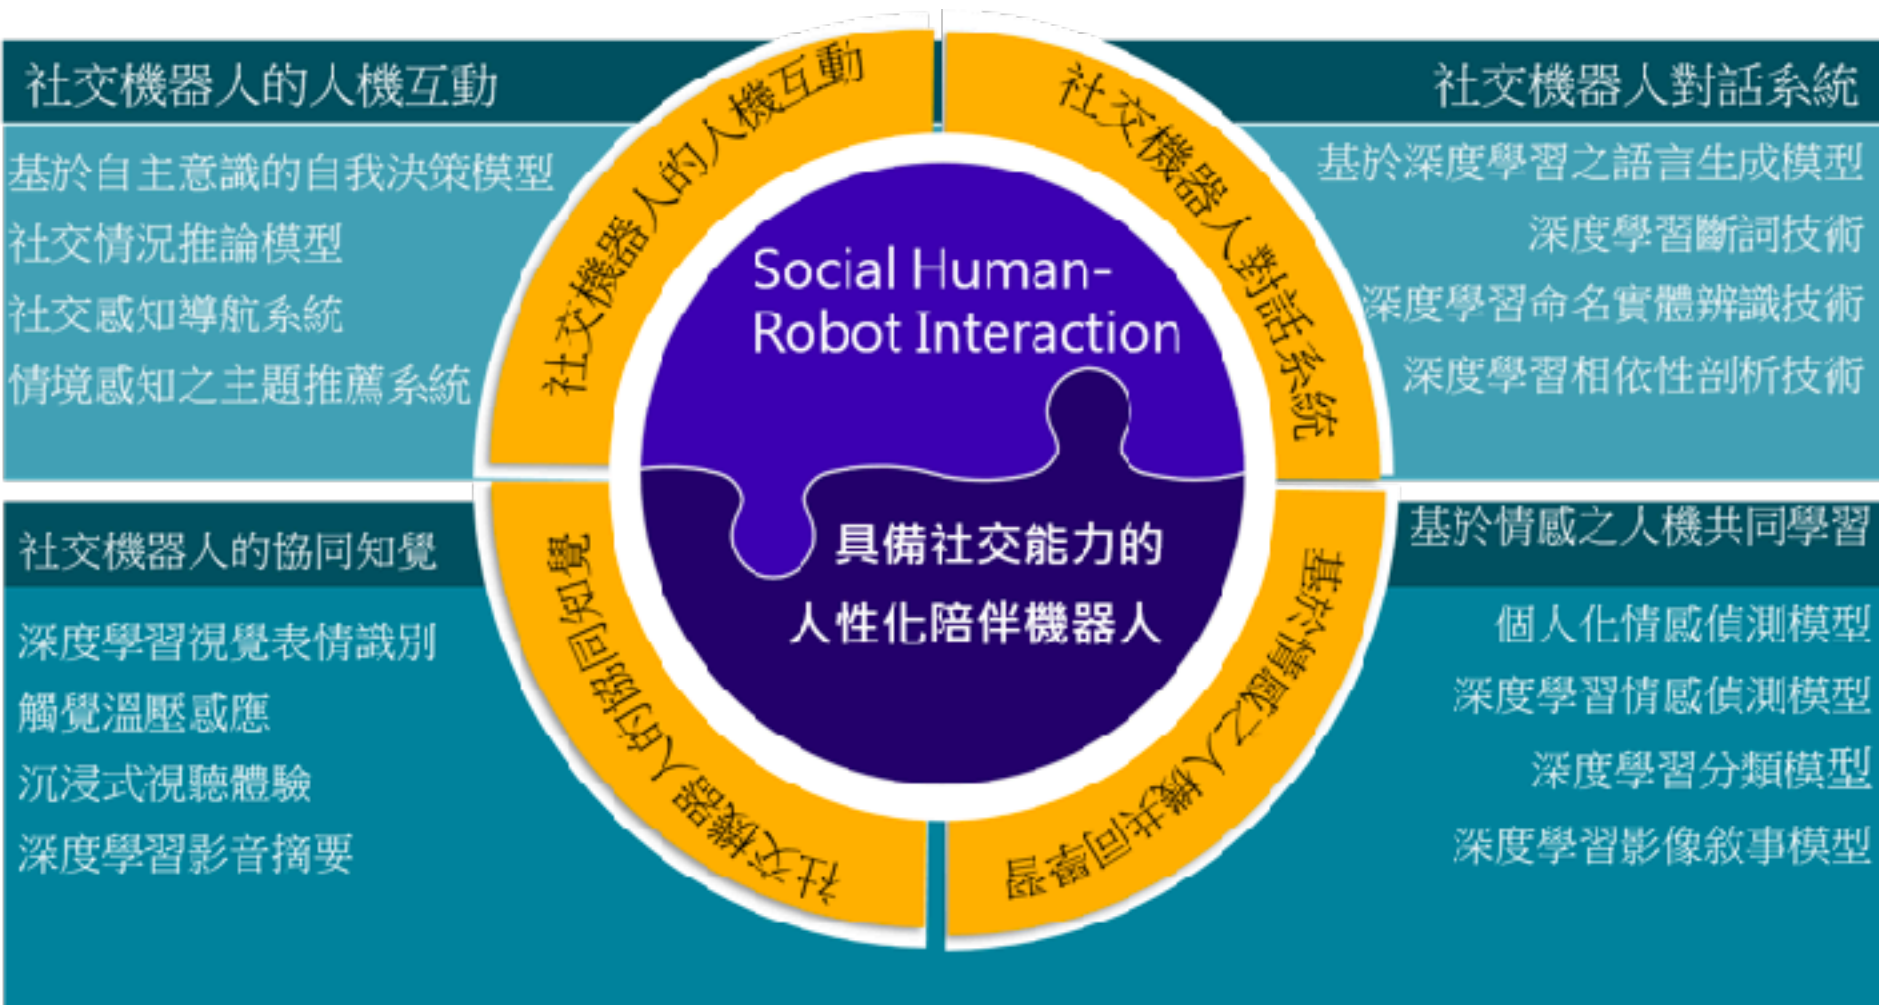 社交機器人的人機互動
基於自主意識的自我決策模型
社交情況推論模型
社交感知導航系統
情境感知之主題推薦系統
社交機器人對話系統
基於深度學習之語言生成模型
深度學習斷詞技術
深度學習命名實體辨識技術
深度學習相依性剖析技術
社交機器人的人機互動
社交機器人對話系統
Social Human-
Robot Interaction
具備社交能力的
人性化陪伴機器人
社交機器人的協同知覺
基於情感之人機共同學習
社交機器人的協同知覺
深度學習視覺表情識別
觸覺溫壓感應
沉浸式視聽體驗
深度學習影音摘要
基於情感之人機共同學習
個人化情感偵測模型
深度學習情感偵測模型
深度學習分類模型
深度學習影像敘事模型